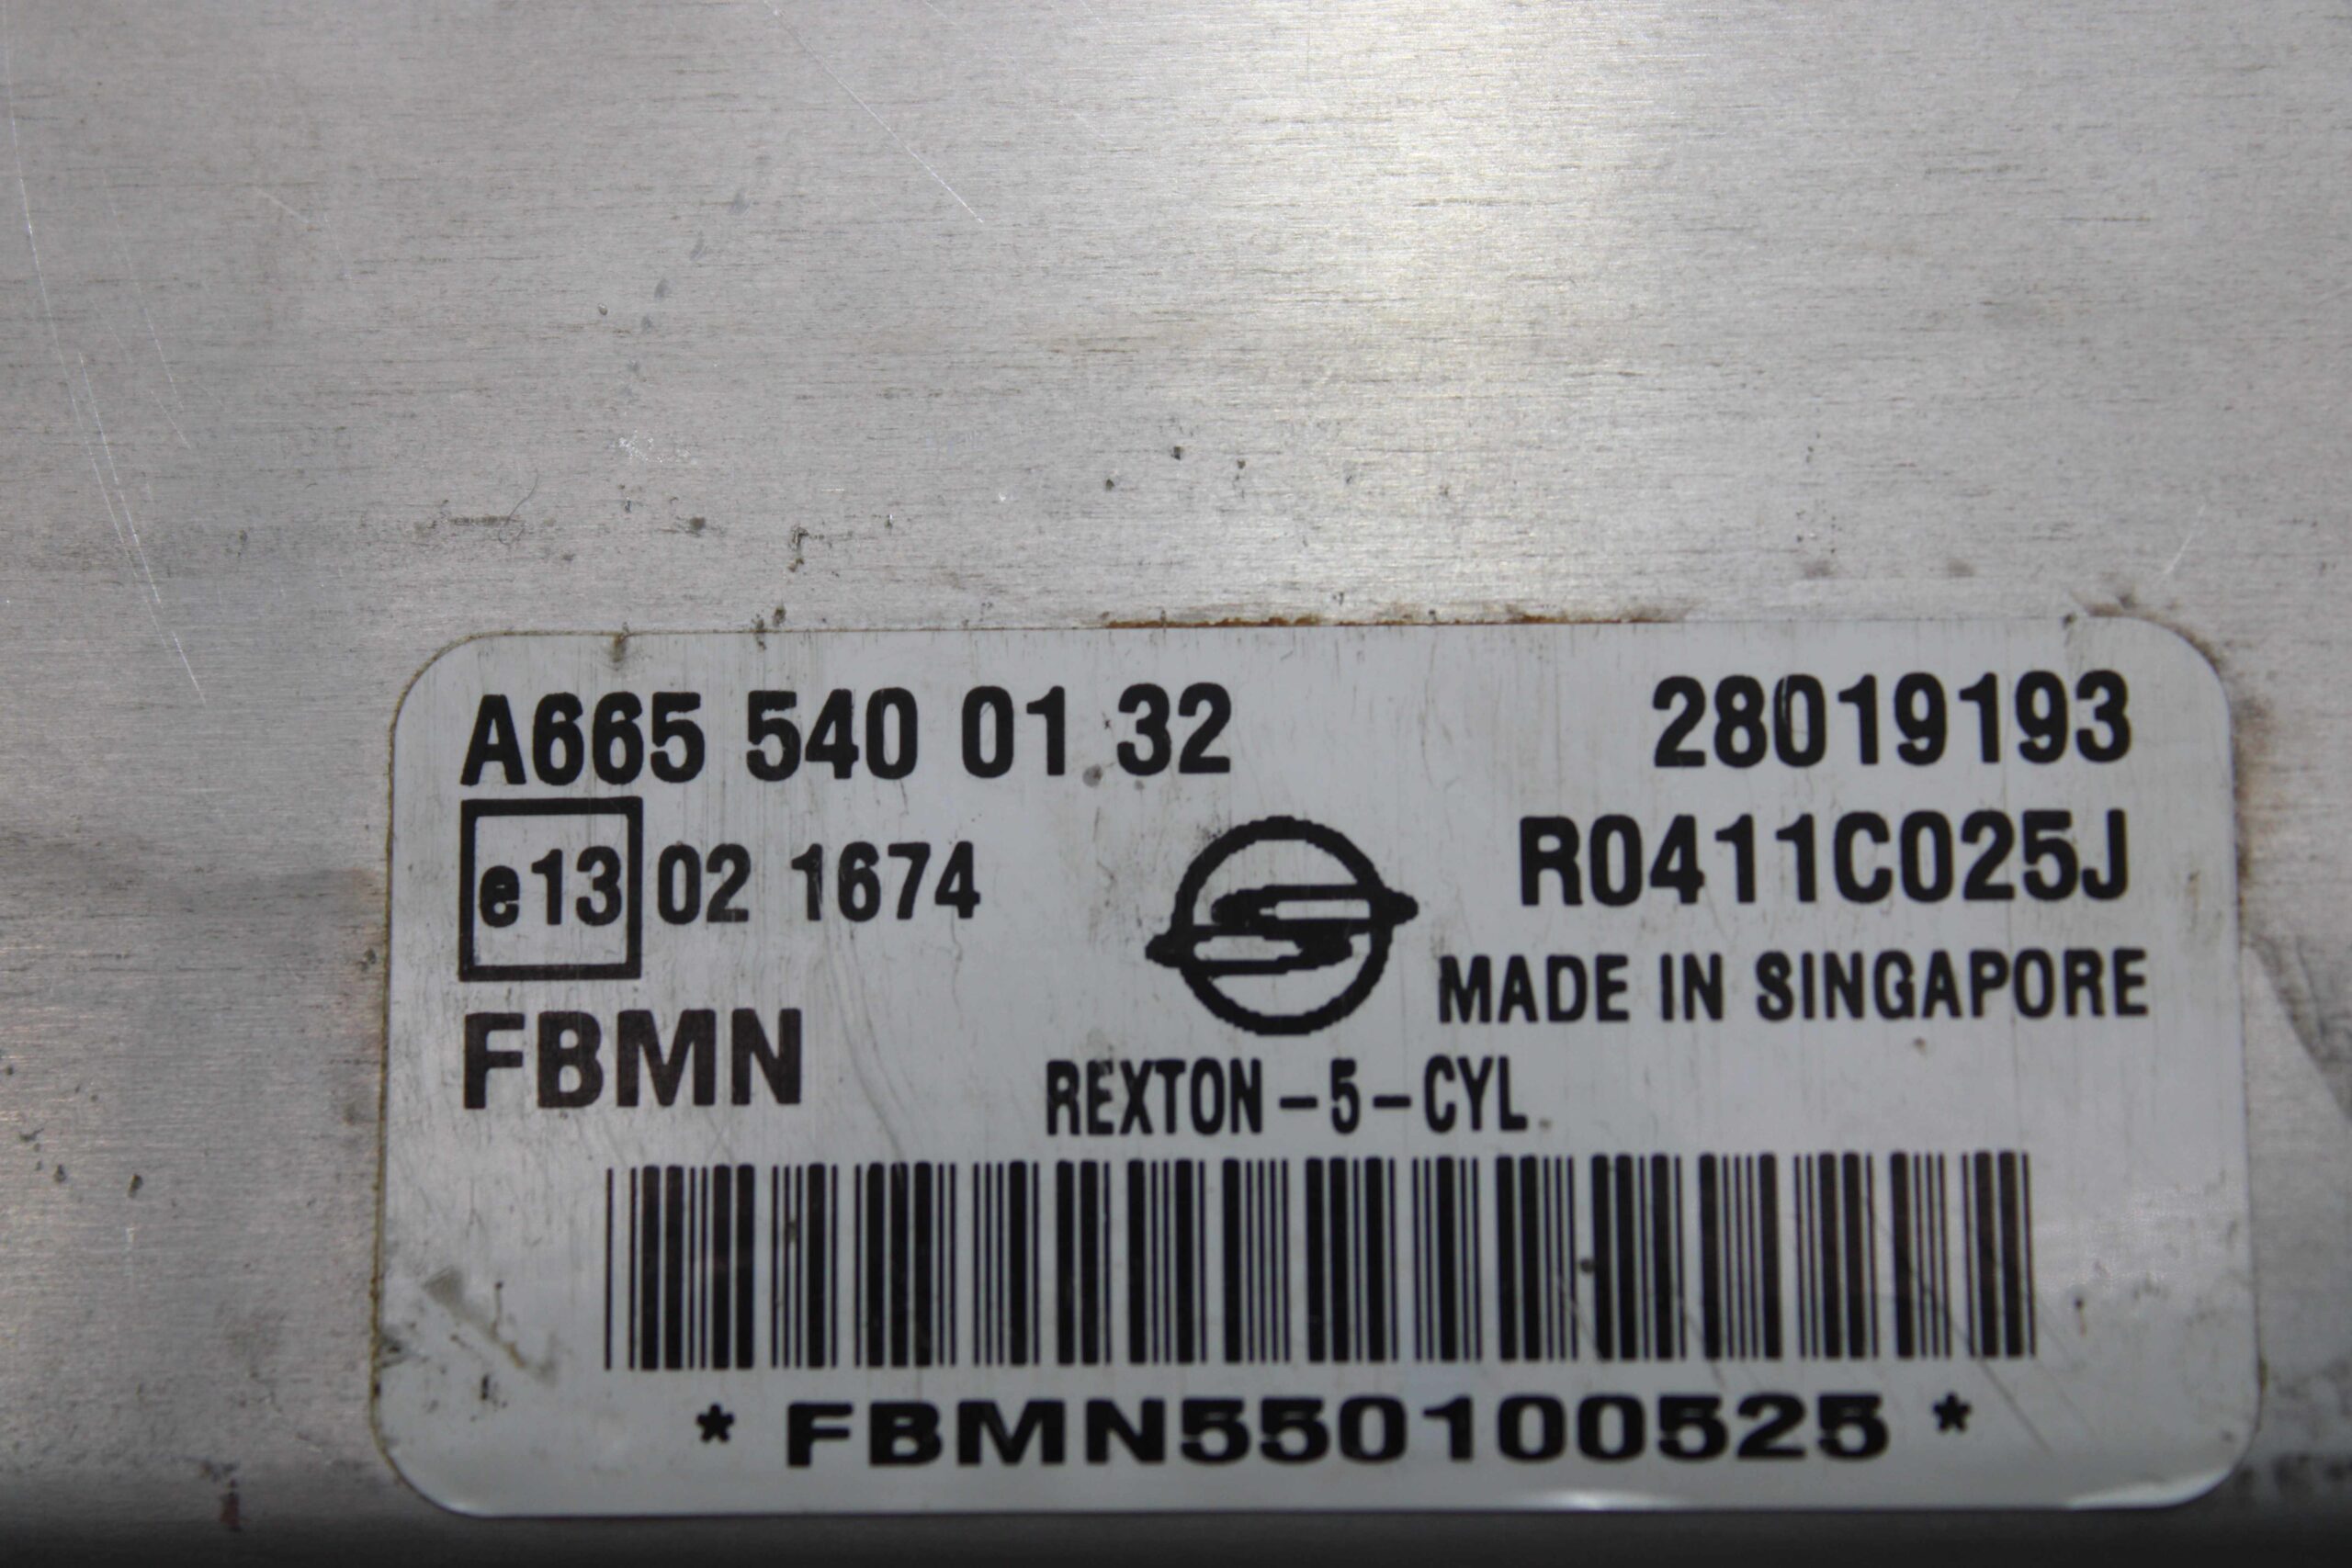 A665 540 01 32 28019193
e13 02 1674 R0411C025J
MADE IN SINGAPORE
FBMN
REXTON-5-CYL
* FBMN550100525 *